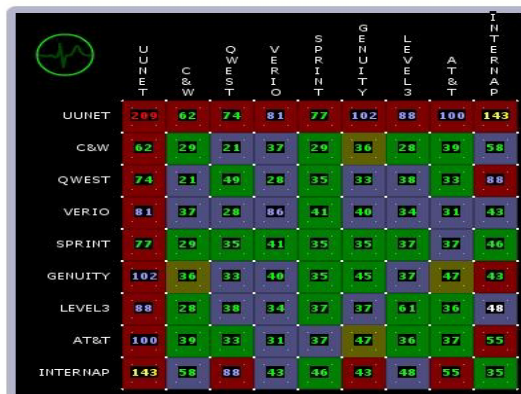 UUNET C&W QWEST VERIO SPRINT GENUITY LEVEL3 AT&T INTERNAP
UUNET 209 62 74 81 77 102 88 100 143
C&W 62 29 21 37 29 36 28 39 58
QWEST 74 21 49 28 35 33 38 33 88
VERIO 81 37 28 86 41 40 34 31 43
SPRINT 77 29 35 41 35 35 37 37 46
GENUITY 102 36 33 40 35 45 37 47 43
LEVEL3 88 28 38 34 37 37 61 36 48
AT&T 100 39 33 31 37 47 36 37 55
INTERNAP 143 58 88 43 46 43 48 55 35